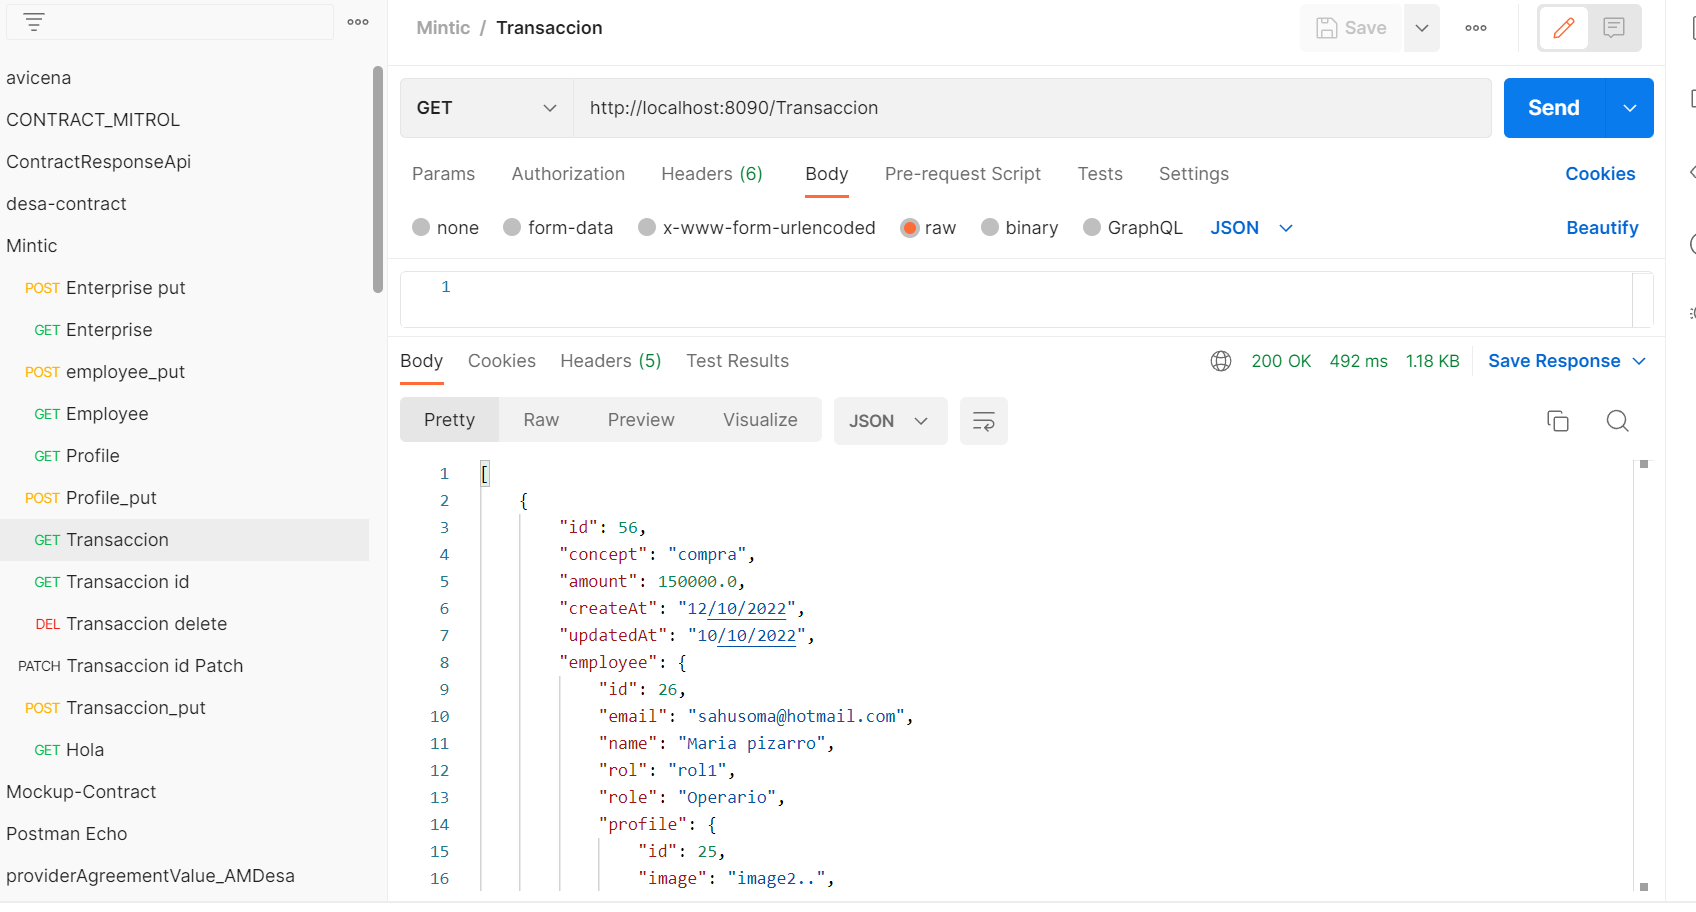 avicena
CONTRACT_MITROL
ContractResponseApi
desa-contract
Mintic
POST Enterprise put
GET Enterprise
POST employee_put
GET Employee
GET Profile
POST Profile_put
GET Transaccion
GET Transaccion id
DEL Transaccion delete
PATCH Transaccion id Patch
POST Transaccion_put
GET Hola
Mockup-Contract
Postman Echo
providerAgreementValue_AMDesa
Mintic / Transaccion
Save
GET http://localhost:8090/Transaccion Send
Params Authorization Headers (6) Body Pre-request Script Tests Settings Cookies
none form-data x-www-form-urlencoded raw binary GraphQL JSON Beautify
1
Body Cookies Headers (5) Test Results 200 OK 492 ms 1.18 KB Save Response
Pretty Raw Preview Visualize JSON
1 [
2 {
3 "id": 56,
4 "concept": "compra",
5 "amount": 150000.0,
6 "createAt": "12/10/2022",
7 "updatedAt": "10/10/2022",
8 "employee": {
9 "id": 26,
10 "email": "sahusoma@hotmail.com",
11 "name": "Maria pizarro",
12 "rol": "rol1",
13 "role": "Operario",
14 "profile": {
15 "id": 25,
16 "image": "image2..",